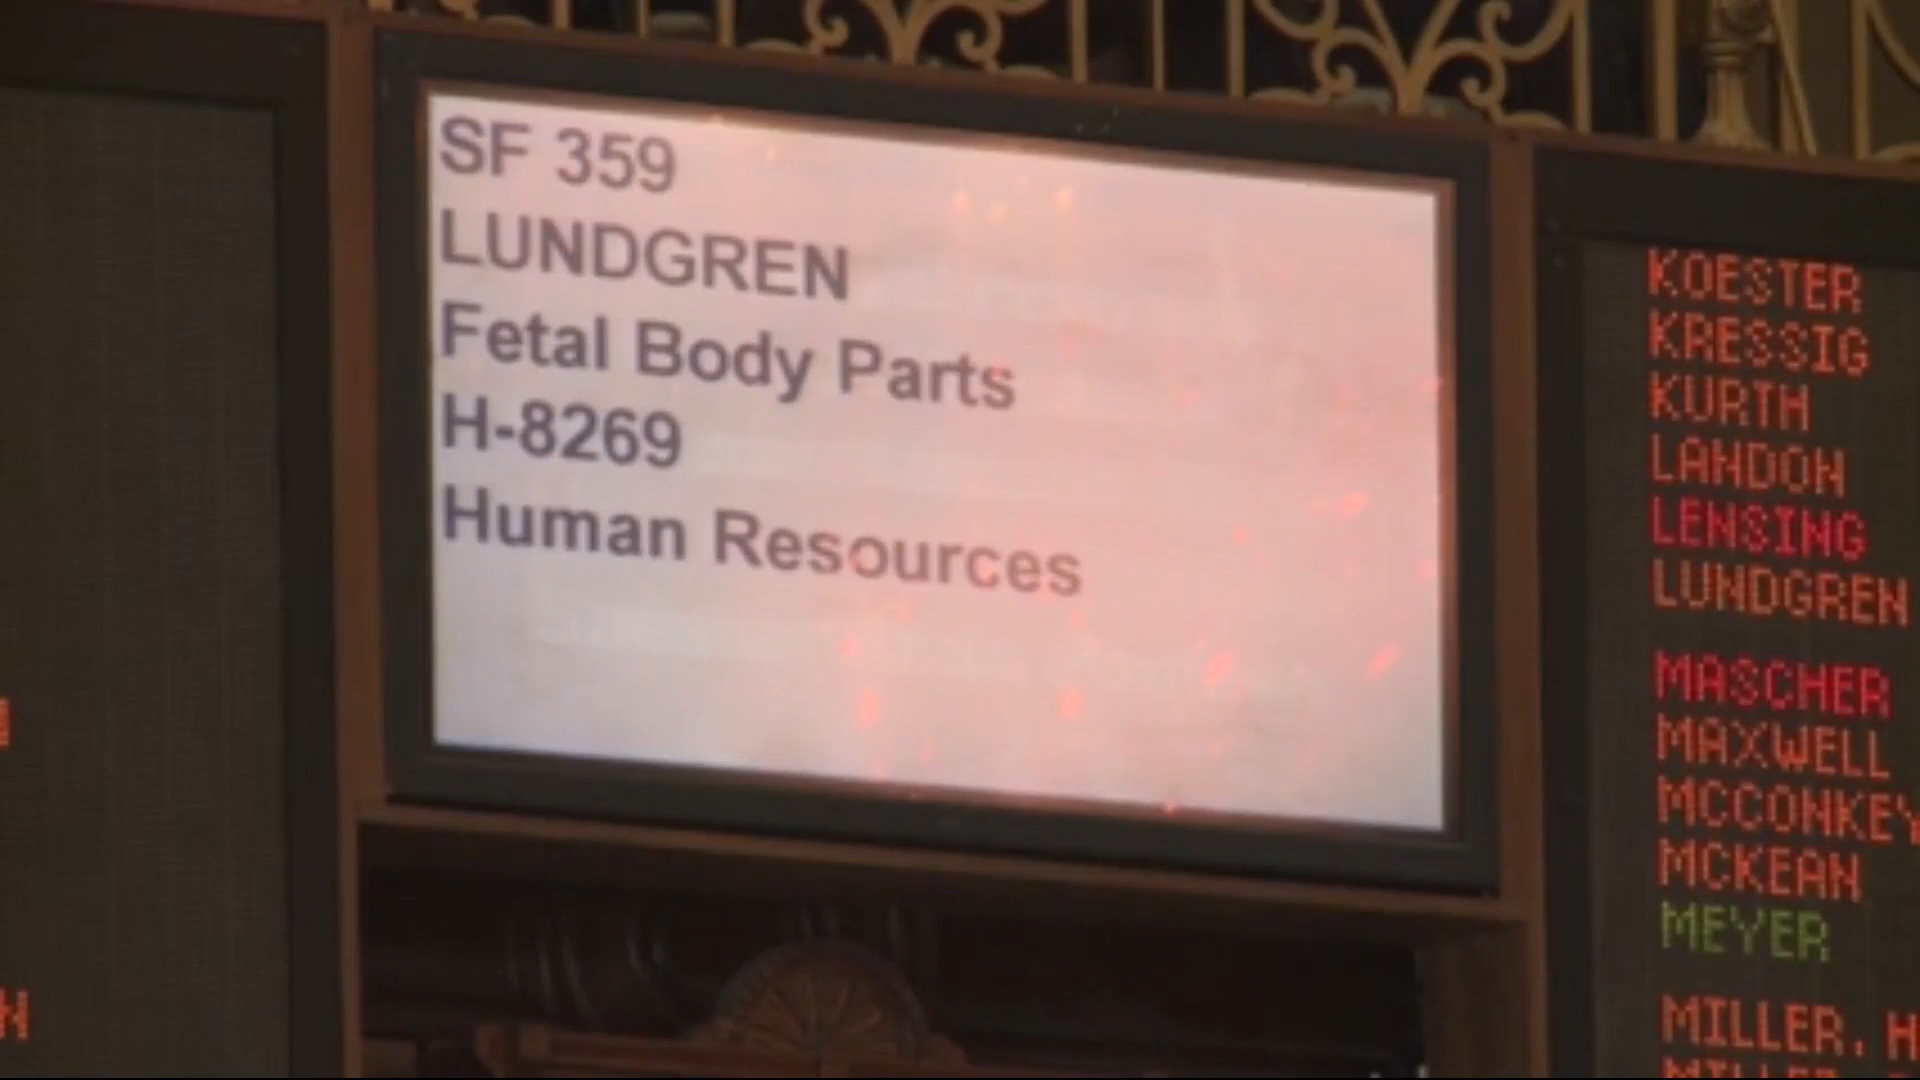 SF 359
LUNDGREN
Fetal Body Parts
H-8269
Human Resources
KOESTER
KRESSIG
KURTH
LANDON
LENSING
LUNDGREN
MASCHER
MAXWELL
MCCONKEY
MCKEAN
MEYER
MILLER. H
N